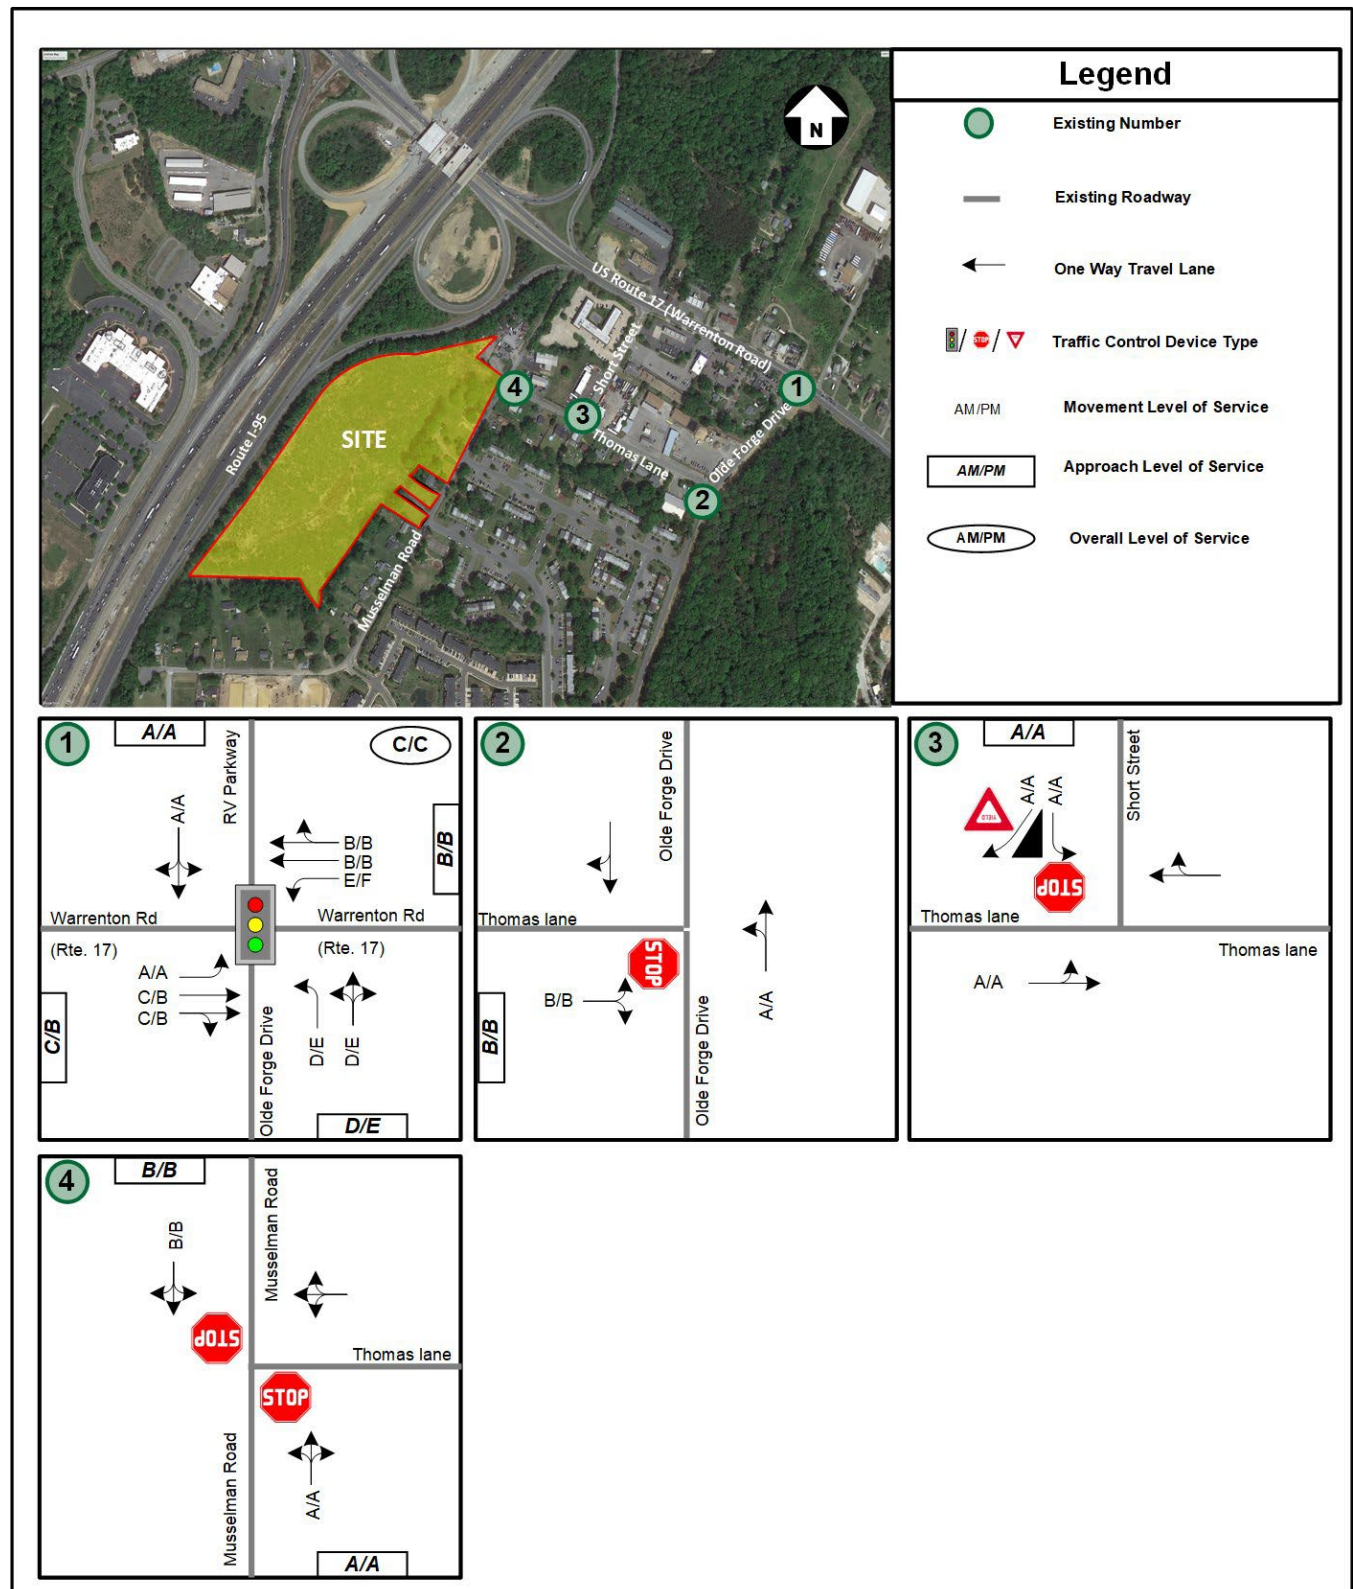 Legend
N
Existing Number
Existing Roadway
One Way Travel Lane
/ STOP /
Traffic Control Device Type
AM/PM
Movement Level of Service
AM/PM
Approach Level of Service
AM/PM
Overall Level of Service
US Route 17 (Warrenton Road)
Short Street
Route I-95
SITE
4
3
1
Thomas Lane
Olde Forge Drive
2
Musselman Road
1
A/A
RV Parkway
C/C
A/A
B/B
B/B
E/F
B/B
Warrenton Rd
(Rte. 17)
Warrenton Rd
(Rte. 17)
A/A
C/B
C/B
C/B
Olde Forge Drive
D/E
D/E
D/E
2
Olde Forge Drive
Thomas lane
STOP
B/B
B/B
A/A
Olde Forge Drive
3
A/A
Short Street
YIELD
A/A
A/A
STOP
Thomas lane
Thomas lane
A/A
4
B/B
Musselman Road
B/B
STOP
Thomas lane
STOP
Musselman Road
A/A
A/A